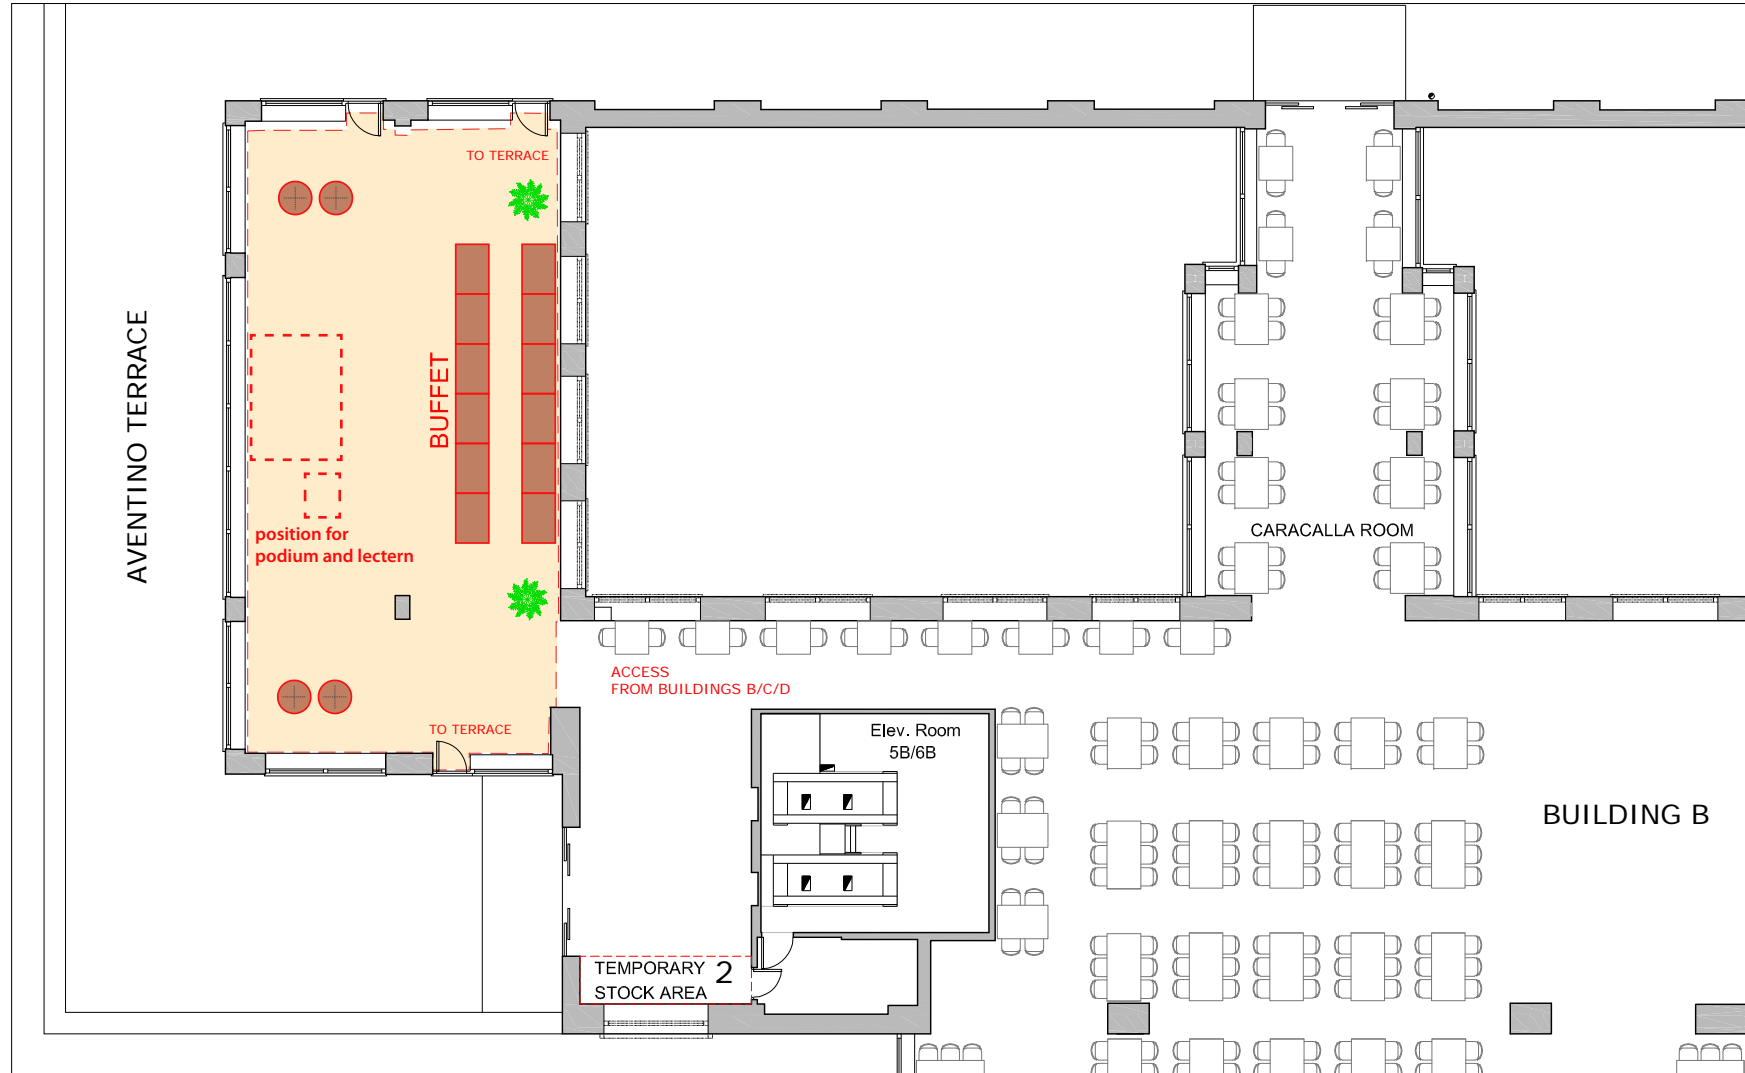 TO TERRACE
AVENTINO TERRACE
BUFFET
position for
podium and lectern
CARACALLA ROOM
ACCESS
FROM BUILDINGS B/C/D
TO TERRACE
Elev. Room
5B/6B
BUILDING B
TEMPORARY 2
STOCK AREA